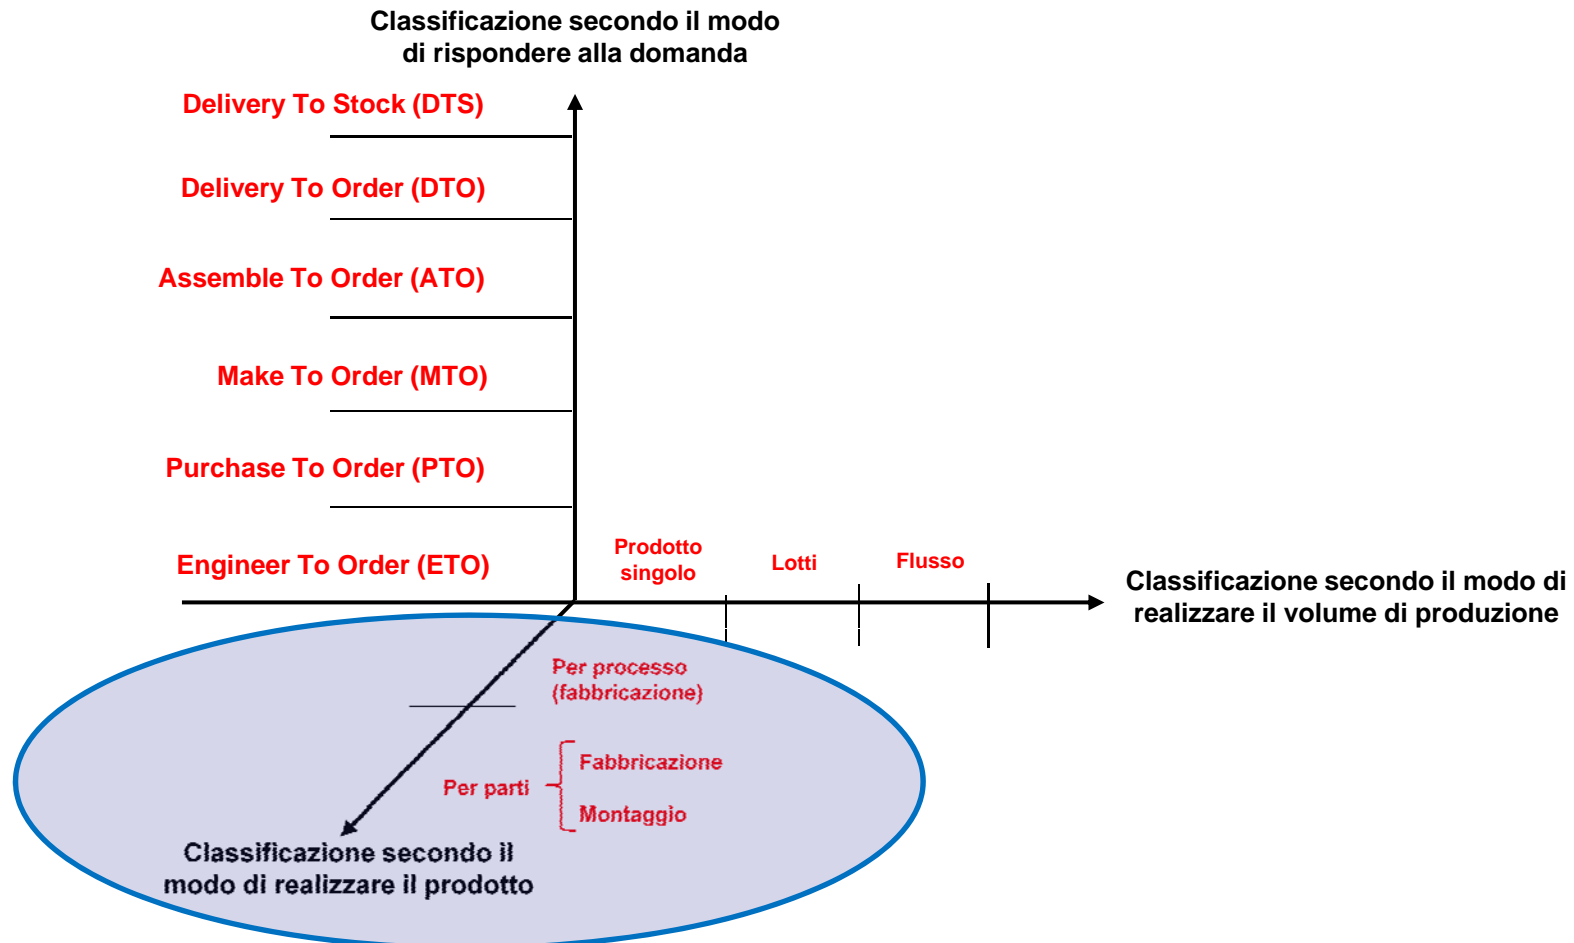 Classificazione secondo il modo
di rispondere alla domanda
Delivery To Stock (DTS)
Delivery To Order (DTO)
Assemble To Order (ATO)
Make To Order (MTO)
Purchase To Order (PTO)
Engineer To Order (ETO)
Prodotto
singolo
Lotti
Flusso
Classificazione secondo il modo di
realizzare il volume di produzione
Per processo
(fabbricazione)
Per parti
Fabbricazione
Montaggio
Classificazione secondo il
modo di realizzare il prodotto